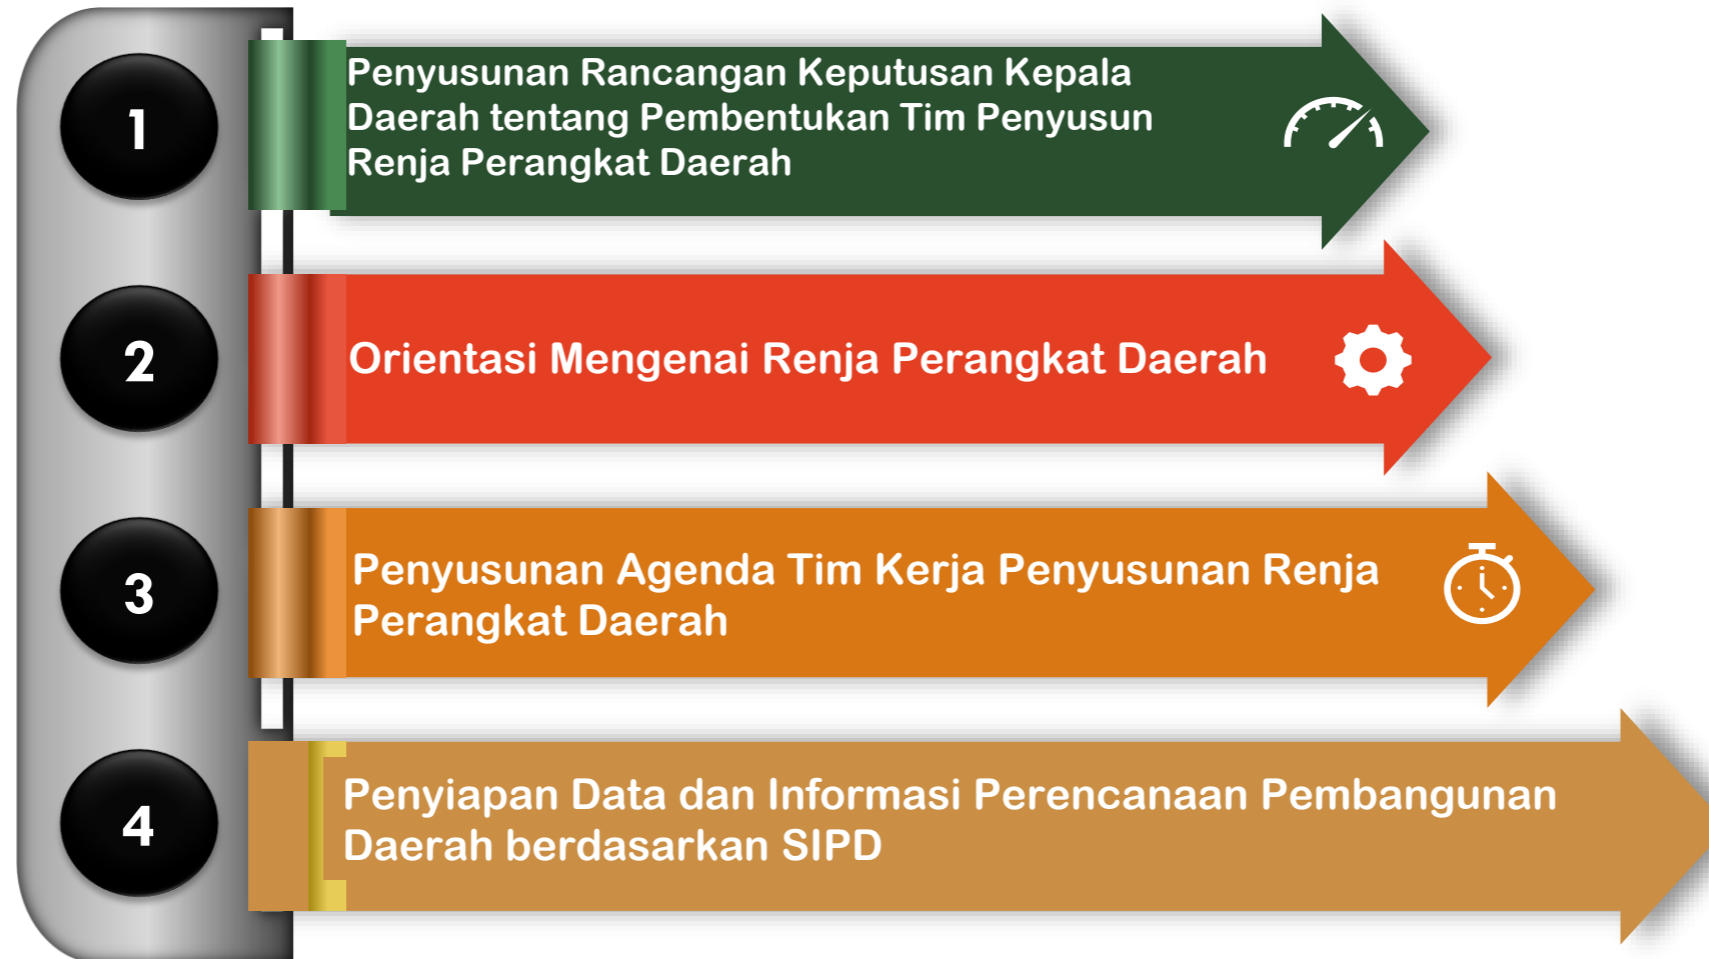 1
Penyusunan Rancangan Keputusan Kepala
Daerah tentang Pembentukan Tim Penyusun
Renja Perangkat Daerah
2
Orientasi Mengenai Renja Perangkat Daerah
3
Penyusunan Agenda Tim Kerja Penyusunan Renja
Perangkat Daerah
4
Penyiapan Data dan Informasi Perencanaan Pembangunan
Daerah berdasarkan SIPD